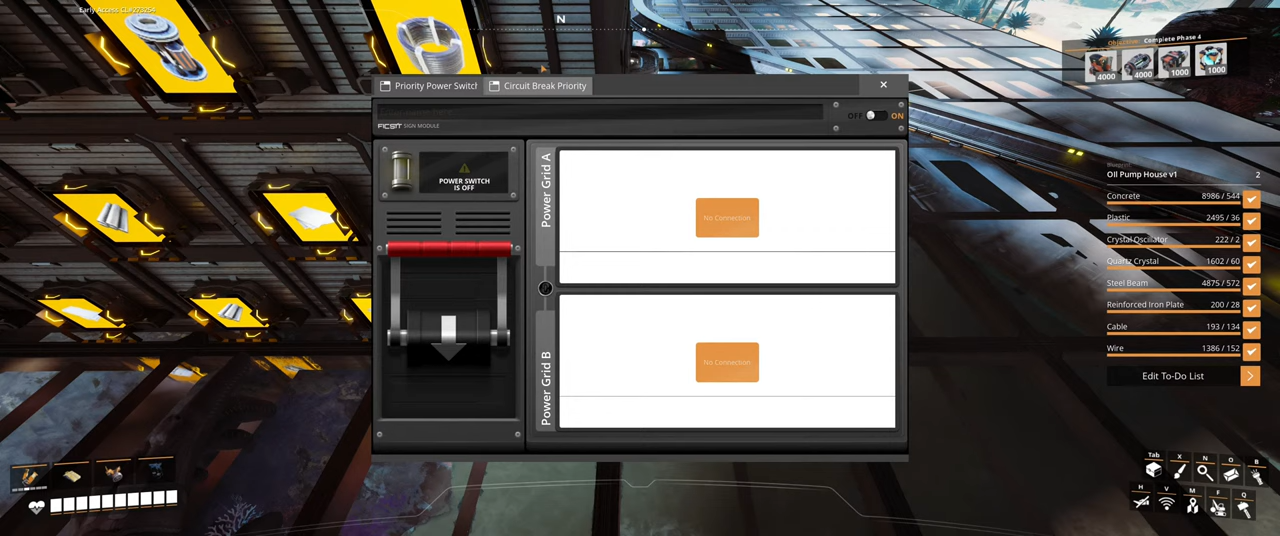 Early Access CL#273254
N
Objective: Complete Phase 4
4000
4000
1000
1000
Priority Power Switcl
Circuit Break Priority
FICSIT SIGN MODULE
OFF
ON
POWER SWITCH
IS OFF
Power Grid A
No Connection
Power Grid B
No Connection
Blueprint:
OIl Pump House v1 2
Concrete 8986 / 544
Plastic 2495 / 36
Crystal Oscillator 222 / 2
Quartz Crystal 1602 / 60
Steel Beam 4875 / 572
Reinforced Iron Plate 200 / 28
Cable 193 / 134
Wire 1386 / 152
Edit To-Do List
Tab
X
N
O
B
H
V
M
F
Q